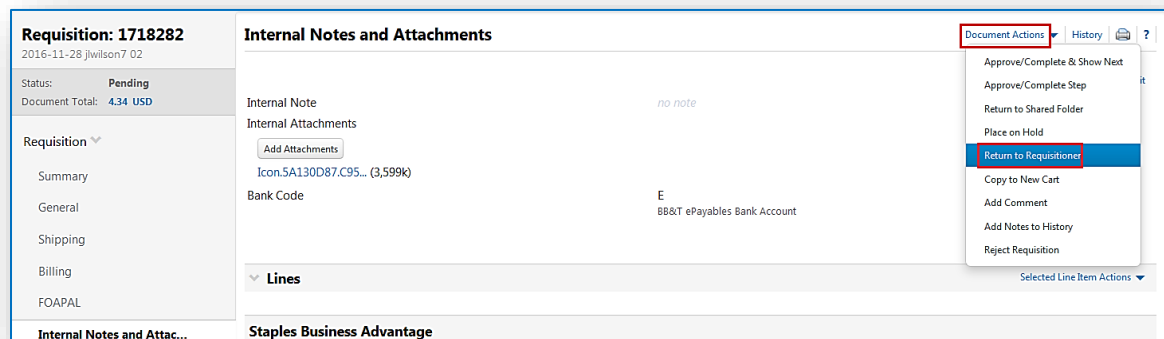 Requisition: 1718282
2016-11-28 jlwilson7 02
Status: Pending
Document Total: 4.34 USD
Requisition
Summary
General
Shipping
Billing
FOAPAL
Internal Notes and Attac...
Internal Notes and Attachments
Document Actions History ?
Approve/Complete & Show Next
Approve/Complete Step
Return to Shared Folder
Place on Hold
Return to Requisitioner
Copy to New Cart
Add Comment
Add Notes to History
Reject Requisition
Internal Note no note
Internal Attachments
Add Attachments
Icon.5A130D87.C95... (3,599k)
Bank Code E
BB&T ePayables Bank Account
Lines Selected Line Item Actions
Staples Business Advantage